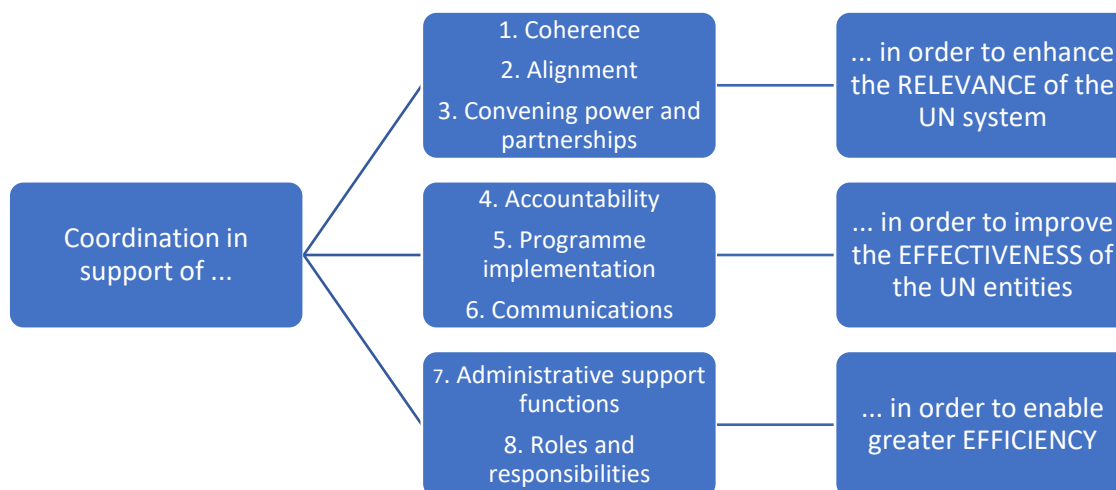 Coordination in
support of ...
1. Coherence
2. Alignment
3. Convening power and
partnerships
... in order to enhance
the RELEVANCE of the
UN system
4. Accountability
5. Programme
implementation
6. Communications
... in order to improve
the EFFECTIVENESS of
the UN entities
7. Administrative support
functions
8. Roles and
responsibilities
... in order to enable
greater EFFICIENCY